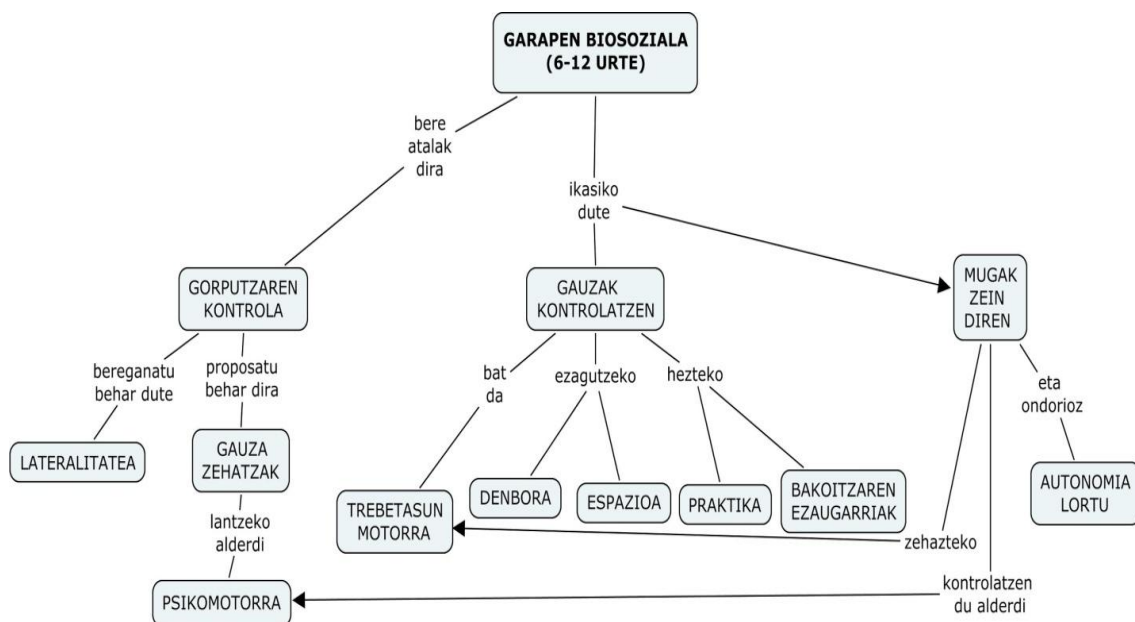 GARAPEN BIOSOZIALA
(6-12 URTE)
bere
atalak
dira
ikasiko
dute
GORPUTZAREN
KONTROLA
GAUZAK
KONTROLATZEN
MUGAK
ZEIN
DIREN
bereganatu
behar dute
proposatu
behar dira
bat
da
ezagutzeko
hezteko
eta
ondorioz
LATERALITATEA
GAUZA
ZEHATZAK
TREBETASUN
MOTORRA
DENBORA
ESPAZIOA
PRAKTIKA
BAKOITZAREN
EZAUGARRIAK
AUTONOMIA
LORTU
lantzeko
alderdi
zehazteko
PSIKOMOTORRA
kontrolatzen
du alderdi